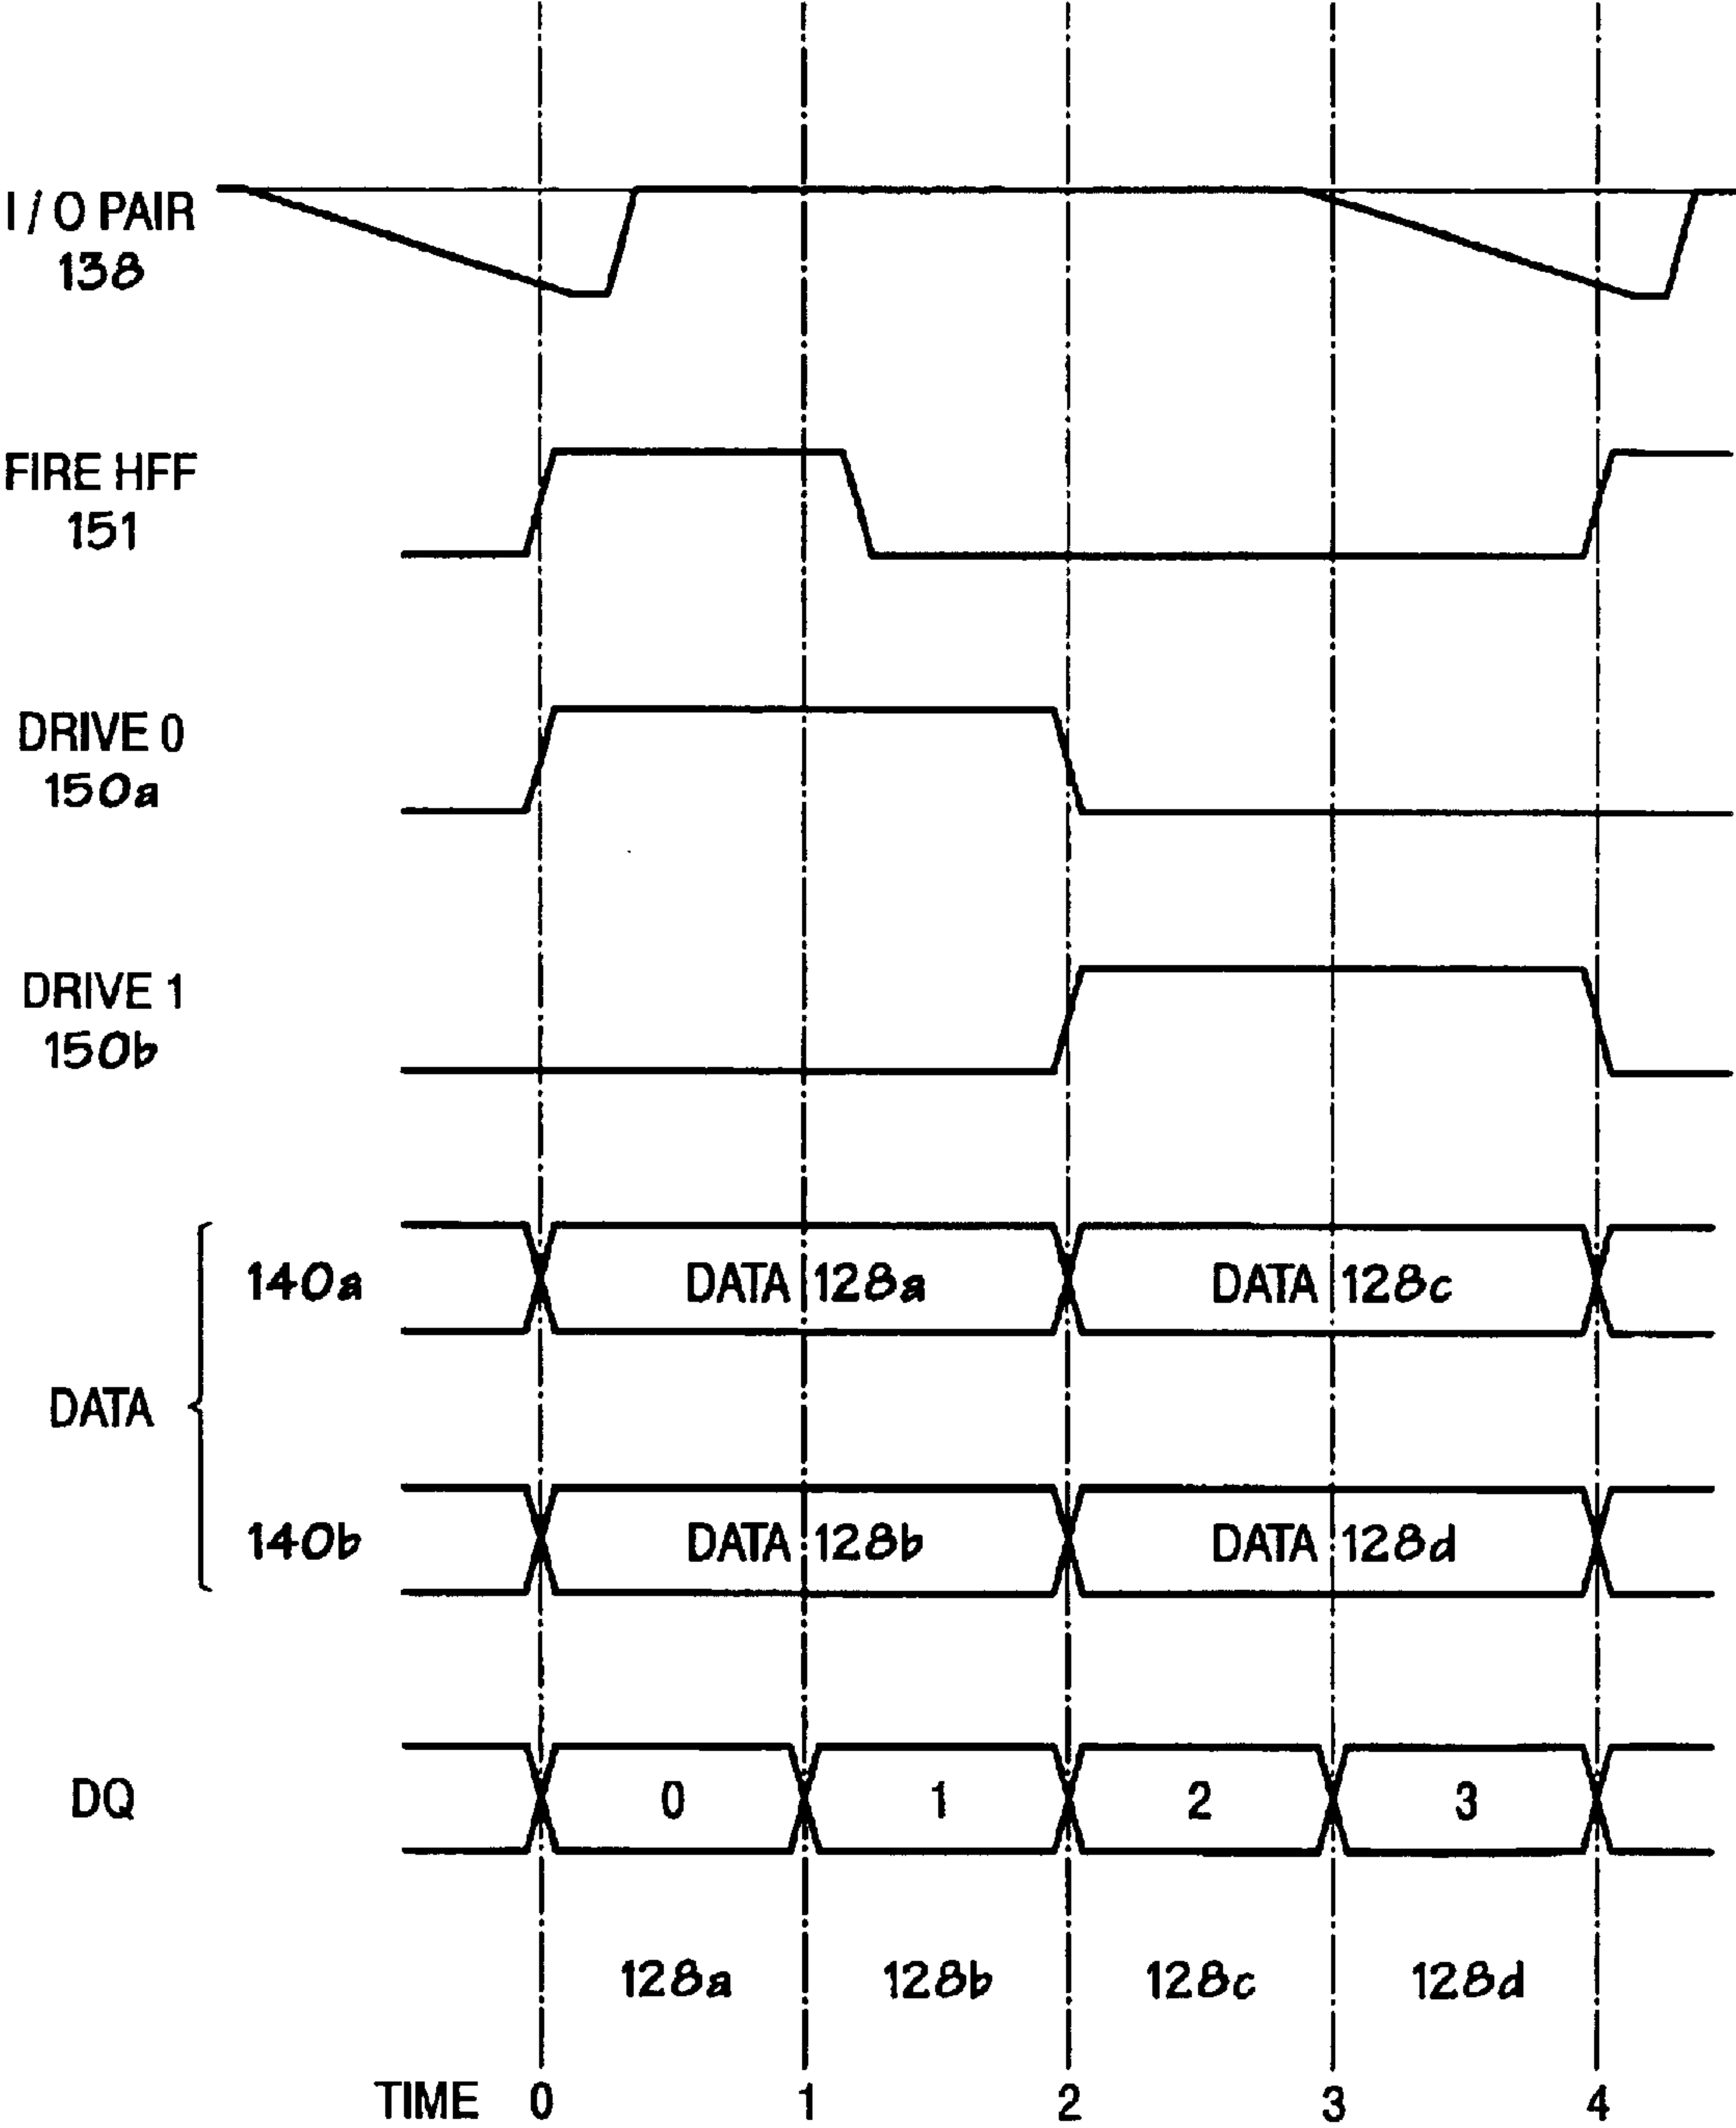 I / O PAIR
138
FIRE HFF
151
DRIVE 0
150a
DRIVE 1
150b
140a DATA 128a DATA 128c
DATA
140b DATA 128b DATA 128d
DQ 0 1 2 3
128a 128b 128c 128d
TIME 0 1 2 3 4